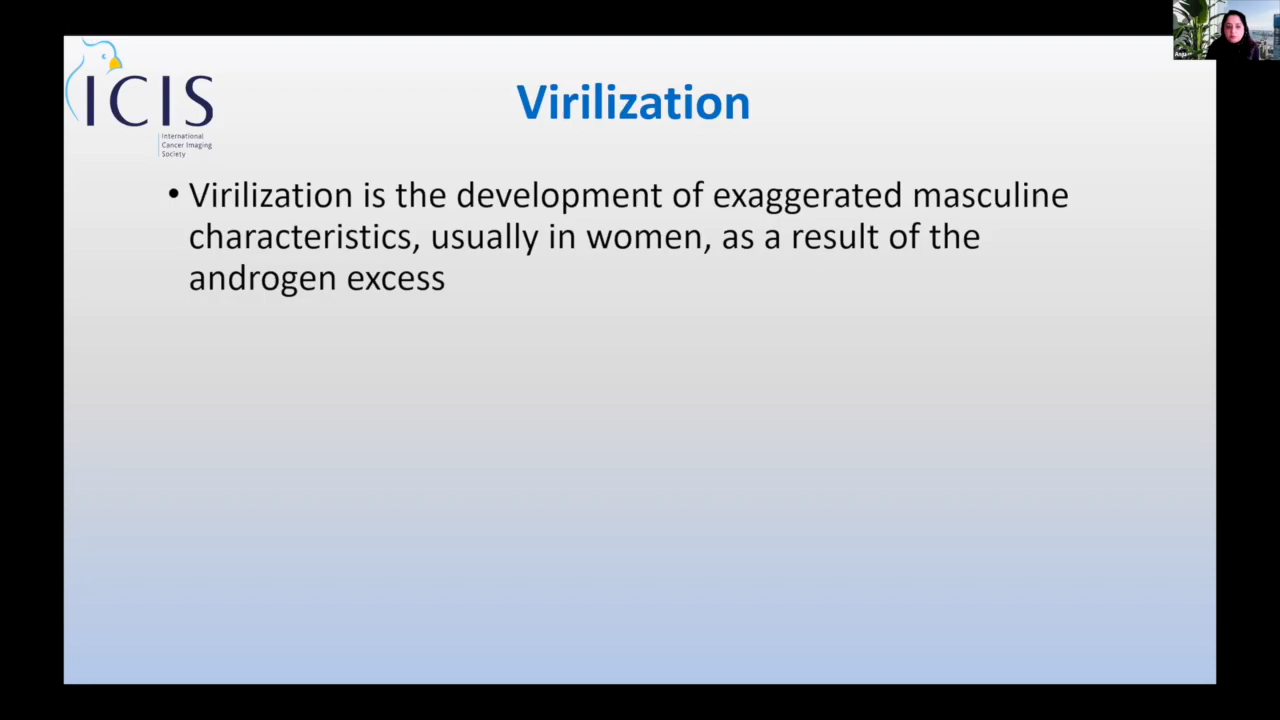 ICIS
International
Cancer Imaging
Society
Virilization
• Virilization is the development of exaggerated masculine
characteristics, usually in women, as a result of the
androgen excess